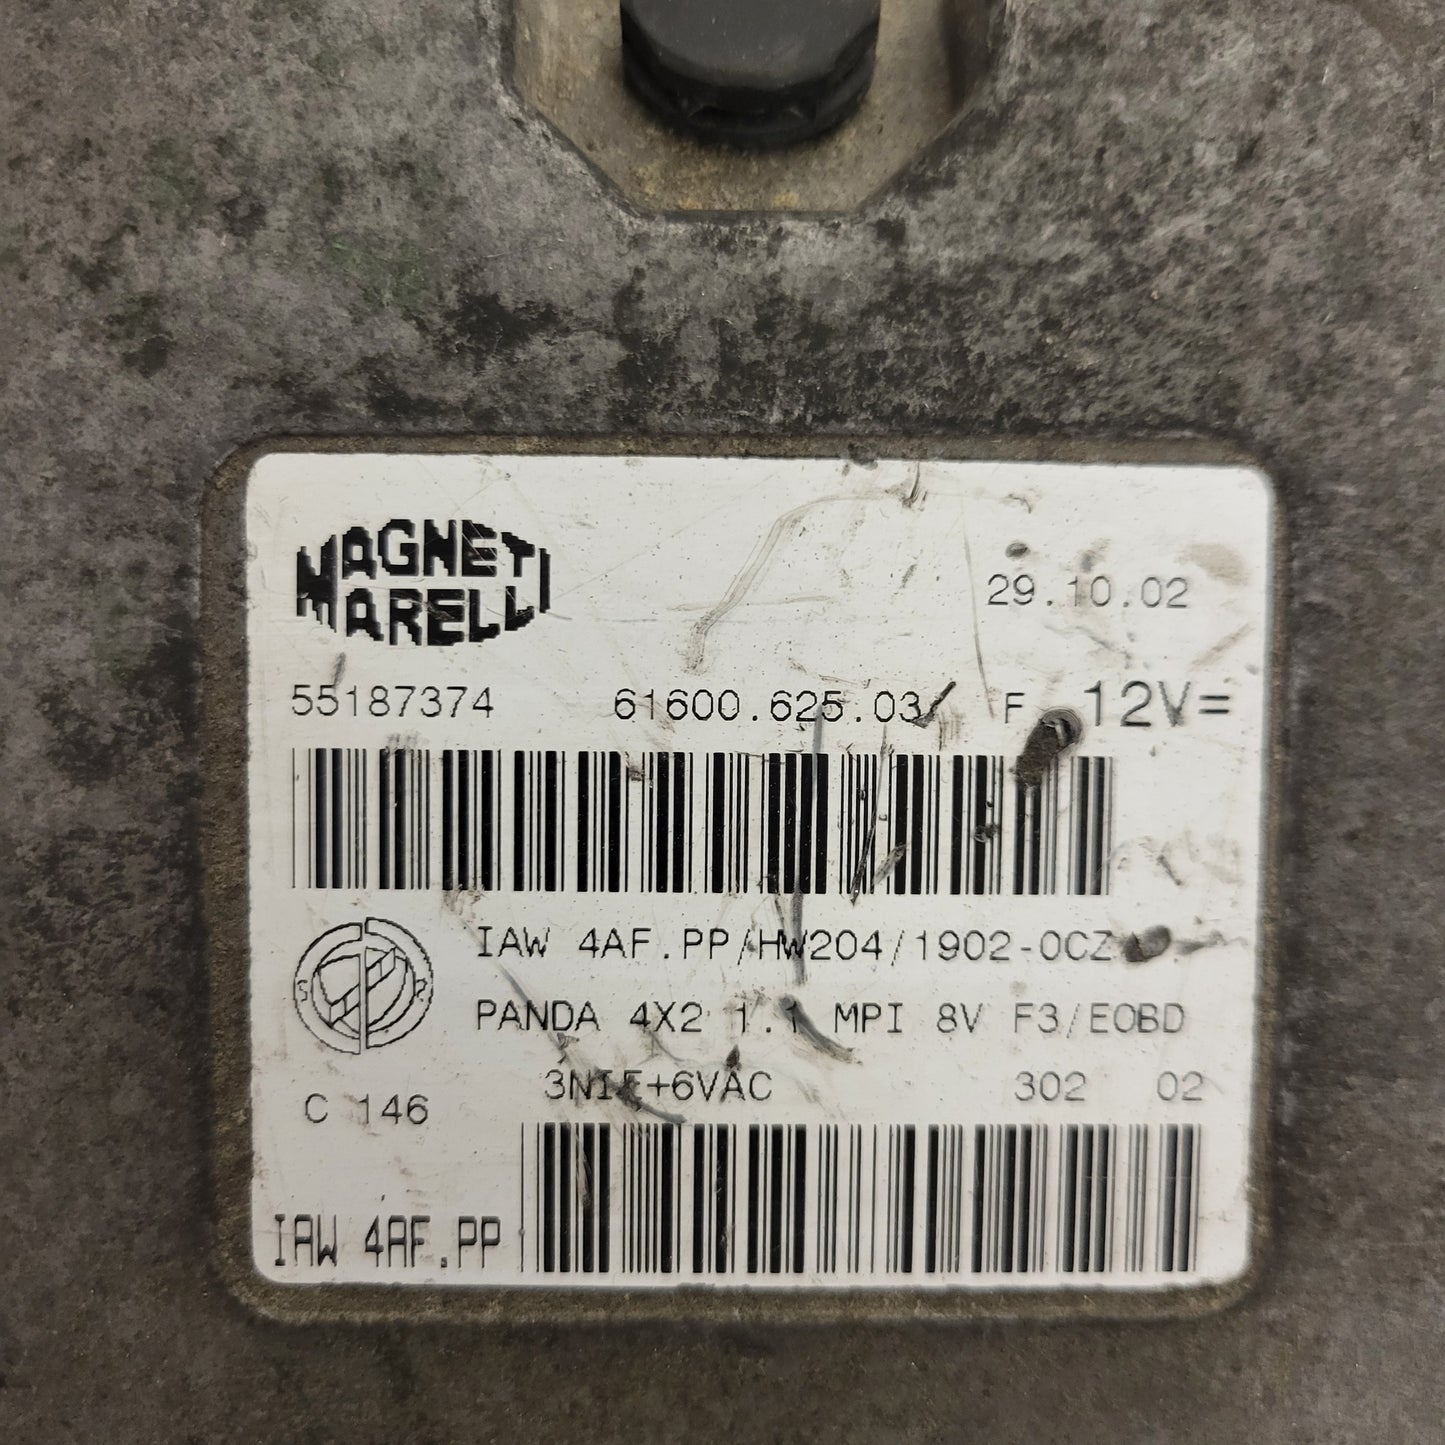 MAGNETI
MARELLI
29.10.02
55187374 61600.625.03 F 12V=
IAW 4AF.PP/HW204/1902-0CZ
S R
PANDA 4X2 1.1 MPI 8V F3/EOBD
+6VAC 302 02
C 146
IAW 4AF.PP